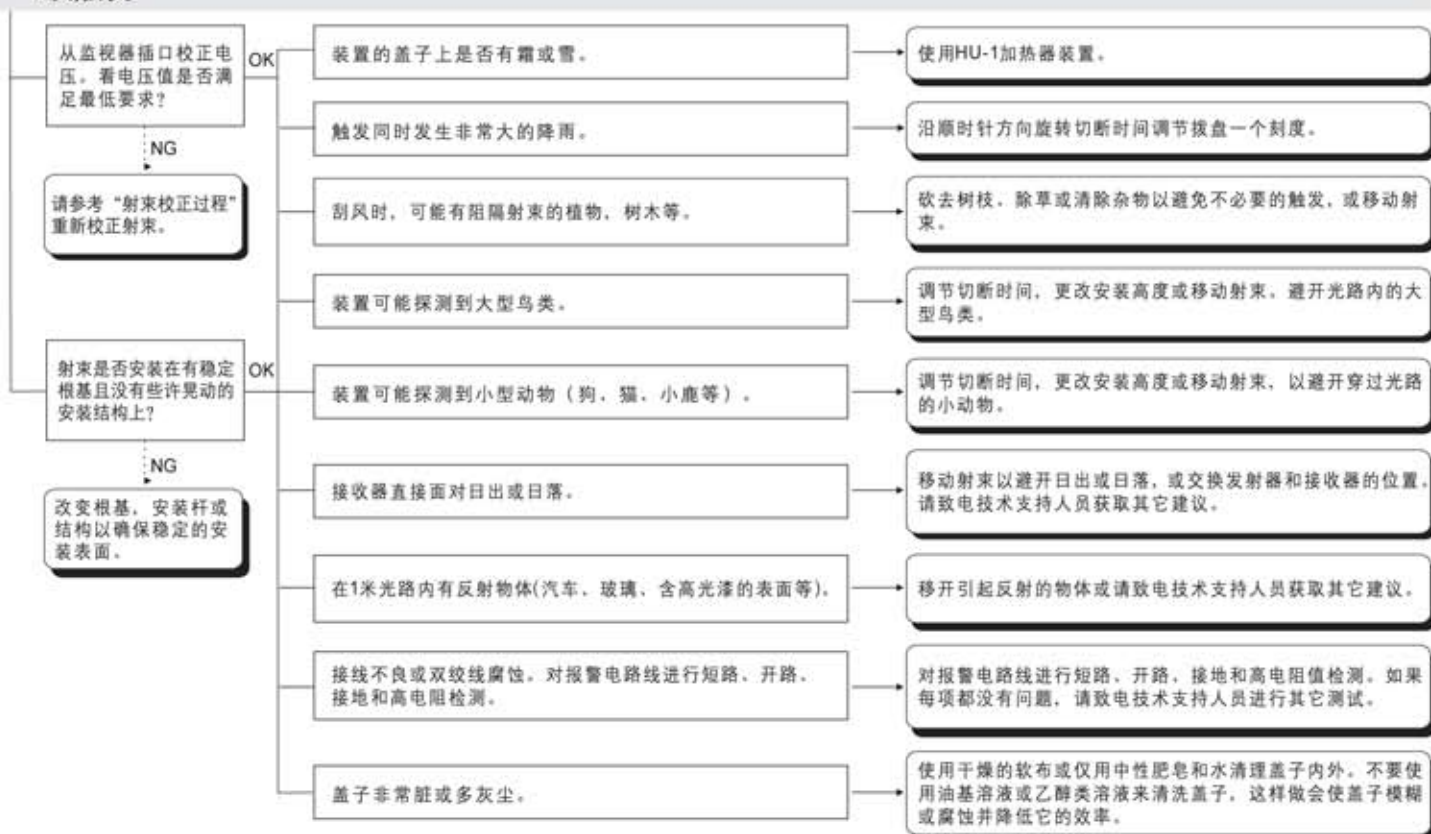 从监视器插口校正电
压。看电压值是否满
足最低要求？
OK
NG
请参考“射束校正过程”
重新校正射束。
射束是否安装在有稳定
根基且没有些许晃动的
安装结构上？
OK
NG
改变根基，安装杆或
结构以确保稳定的安
装表面。
装置的盖子上是否有霜或雪。
使用HU-1加热器装置。
触发同时发生非常大的降雨。
沿顺时针方向旋转切断时间调节拨盘一个刻度。
刮风时，可能有阻隔射束的植物，树木等。
砍去树枝、除草或清除杂物以避免不必要的触发，或移动射
束。
装置可能探测到大型鸟类。
调节切断时间，更改安装高度或移动射束。避开光路内的大
型鸟类。
装置可能探测到小型动物（狗、猫、小鹿等）。
调节切断时间，更改安装高度或移动射束，以避开穿过光路
的小动物。
接收器直接面对日出或日落。
移动射束以避开日出或日落，或交换发射器和接收器的位置。
请致电技术支持人员获取其它建议。
在1米光路内有反射物体(汽车、玻璃、含高光漆的表面等)。
移开引起反射的物体或请致电技术支持人员获取其它建议。
接线不良或双绞线腐蚀。对报警电路线进行短路、开路、
接地和高电阻检测。
对报警电路线进行短路、开路、接地和高电阻值检测。如果
每项都没有问题，请致电技术支持人员进行其它测试。
盖子非常脏或多灰尘。
使用干燥的软布或仅用中性肥皂和水清理盖子内外。不要使
用油基溶液或乙醇类溶液来清洗盖子，这样做会使盖子模糊
或腐蚀并降低它的效率。